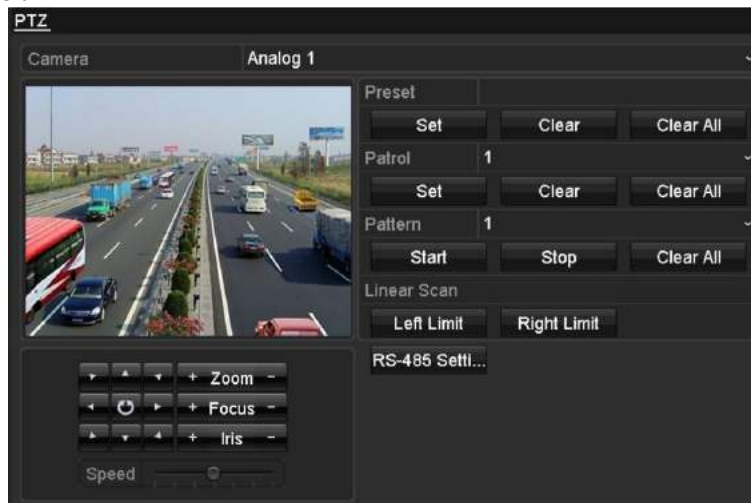 PTZ
Camera Analog 1
Preset
Set Clear Clear All
Patrol 1
Set Clear Clear All
Pattern 1
Start Stop Clear All
Linear Scan
Left Limit Right Limit
RS-485 Setti...
+ Zoom -
+ Focus -
+ Iris -
Speed